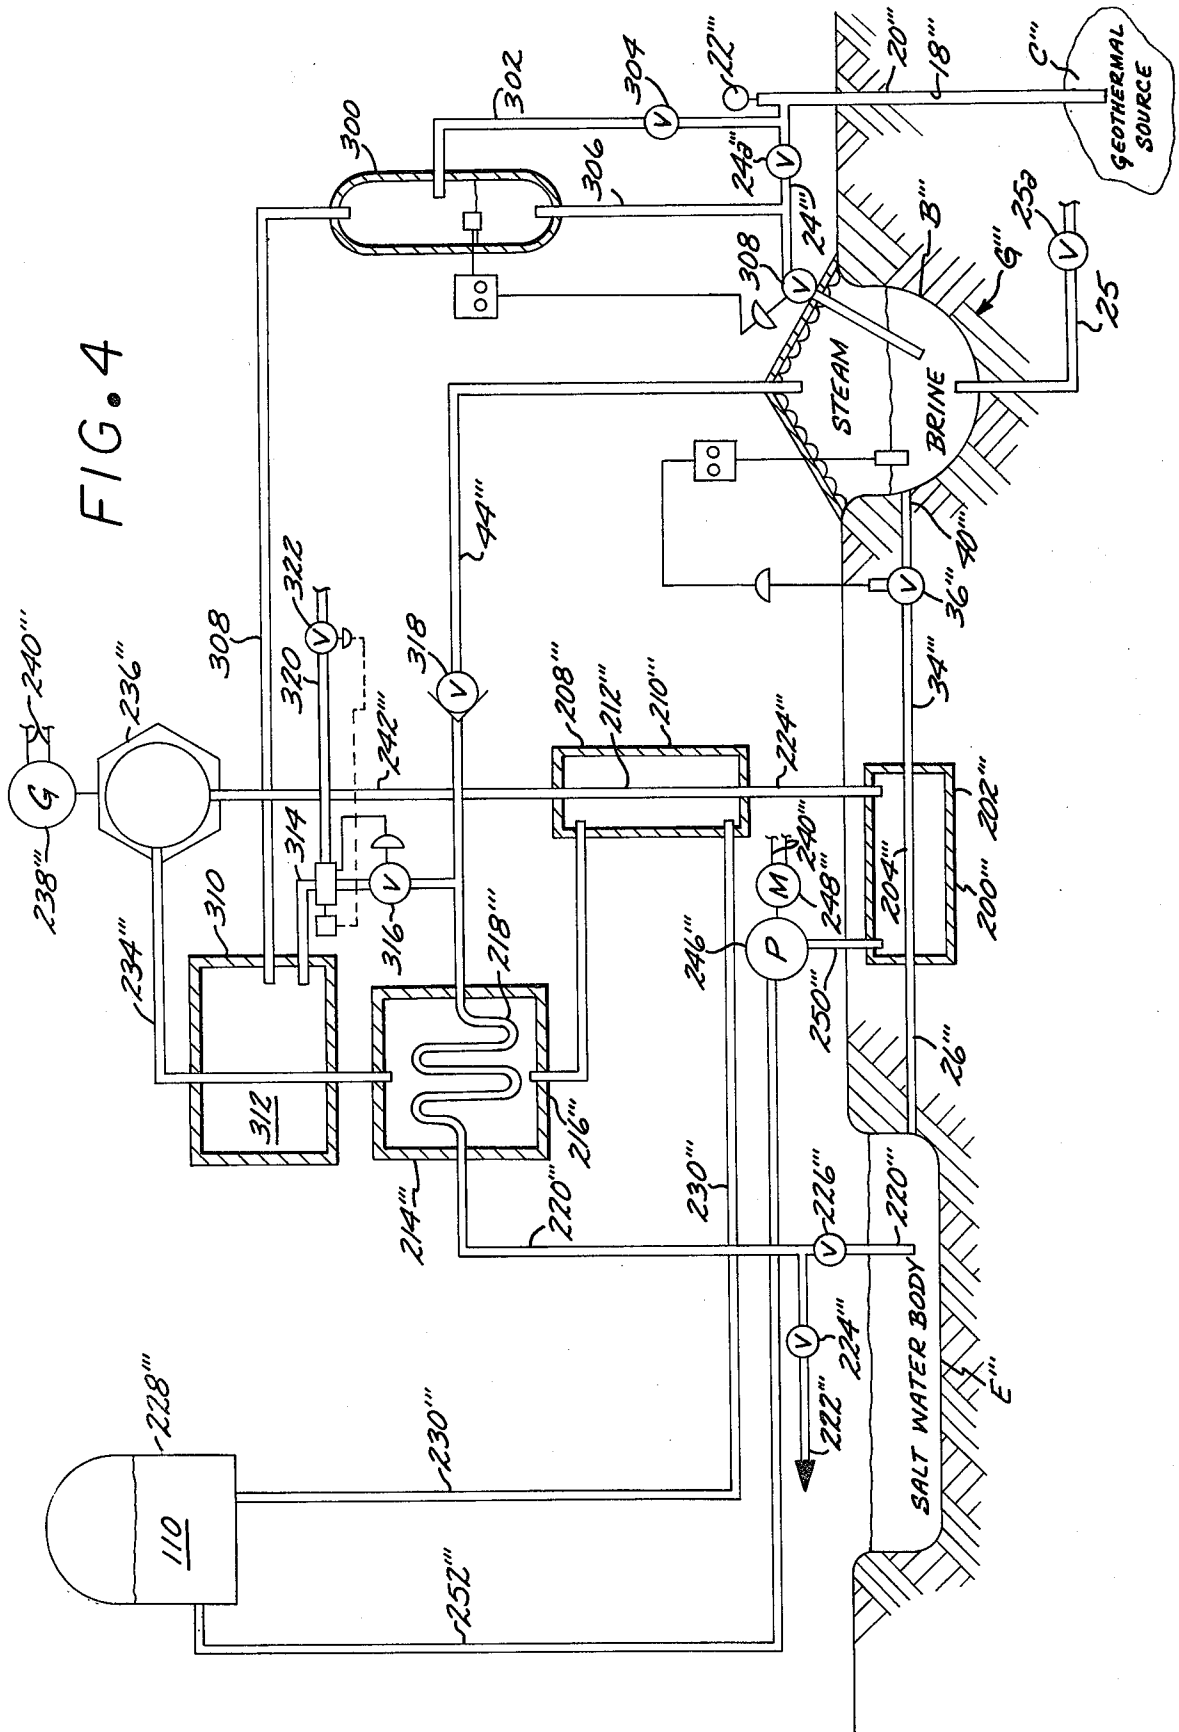 FIG. 4
110
228'''
252'''
230'''
G
238'''
240'''
236'''
234'''
310
312
308
320
322
314
316
242'''
318
44'''
300
302
304
306
22'''
24a'''
24'''
308
20'''
18'''
C'''
GEOTHERMAL
SOURCE
214'''
216'''
218'''
220'''
208'''
212'''
210'''
224'''
230'''
246'''
P
M
240'''
248'''
250'''
204'''
202'''
200'''
34'''
36'''
40'''
26'''
STEAM
BRINE
B'''
G'''
25a
25
226'''
220'''
224'''
222'''
SALT WATER BODY
E'''
V
V
V
V
V
V
V
V
V
V